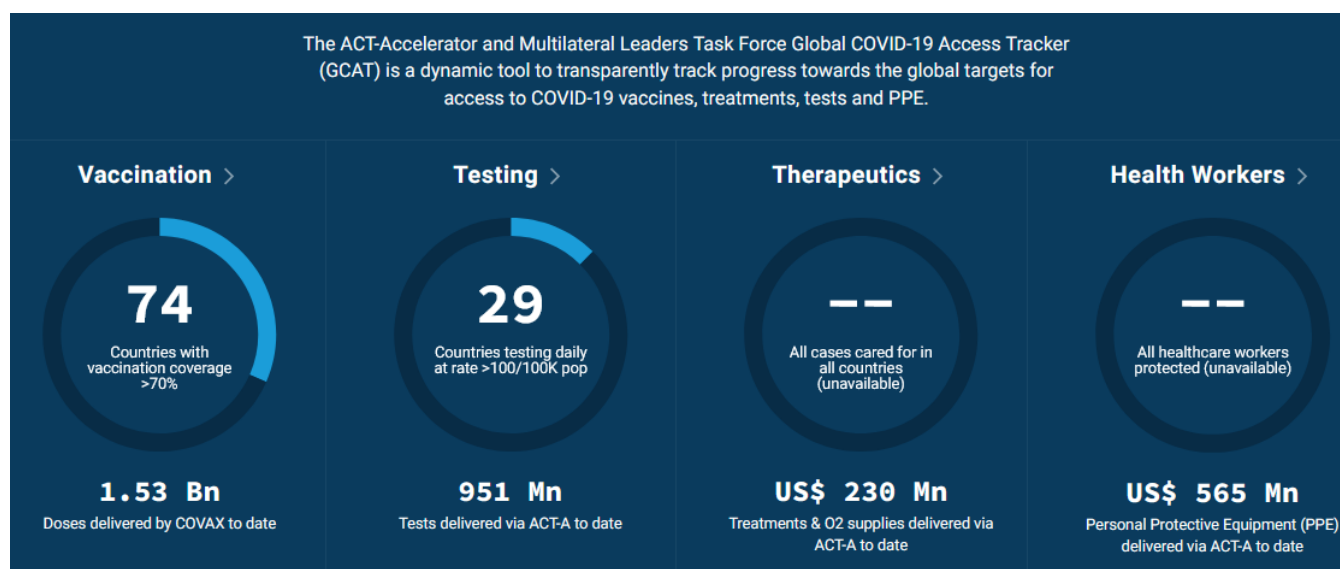 The ACT-Accelerator and Multilateral Leaders Task Force Global COVID-19 Access Tracker
(GCAT) is a dynamic tool to transparently track progress towards the global targets for
access to COVID-19 vaccines, treatments, tests and PPE.
Vaccination >
74
Countries with
vaccination coverage
>70%
1.53 Bn
Doses delivered by COVAX to date
Testing >
29
Countries testing daily
at rate >100/100K pop
951 Mn
Tests delivered via ACT-A to date
Therapeutics >
--
All cases cared for in
all countries
(unavailable)
US$ 230 Mn
Treatments & O2 supplies delivered via
ACT-A to date
Health Workers >
--
All healthcare workers
protected (unavailable)
US$ 565 Mn
Personal Protective Equipment (PPE)
delivered via ACT-A to date